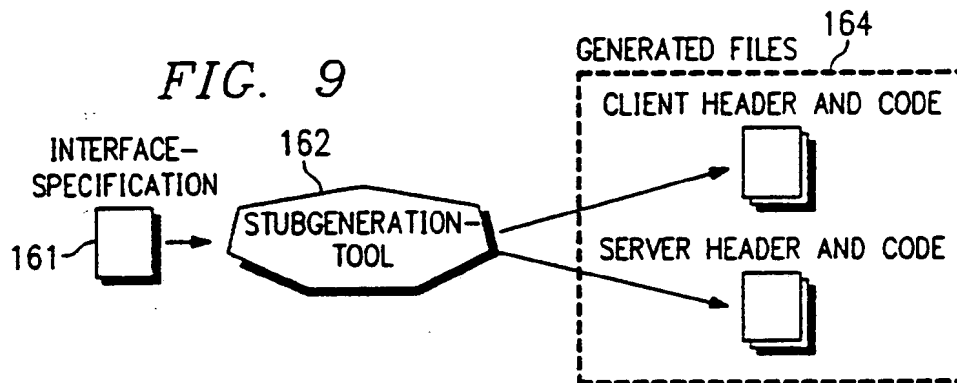 FIG. 9
GENERATED FILES
164
CLIENT HEADER AND CODE
INTERFACE-
SPECIFICATION
162
161
STUBGENERATION-
TOOL
SERVER HEADER AND CODE